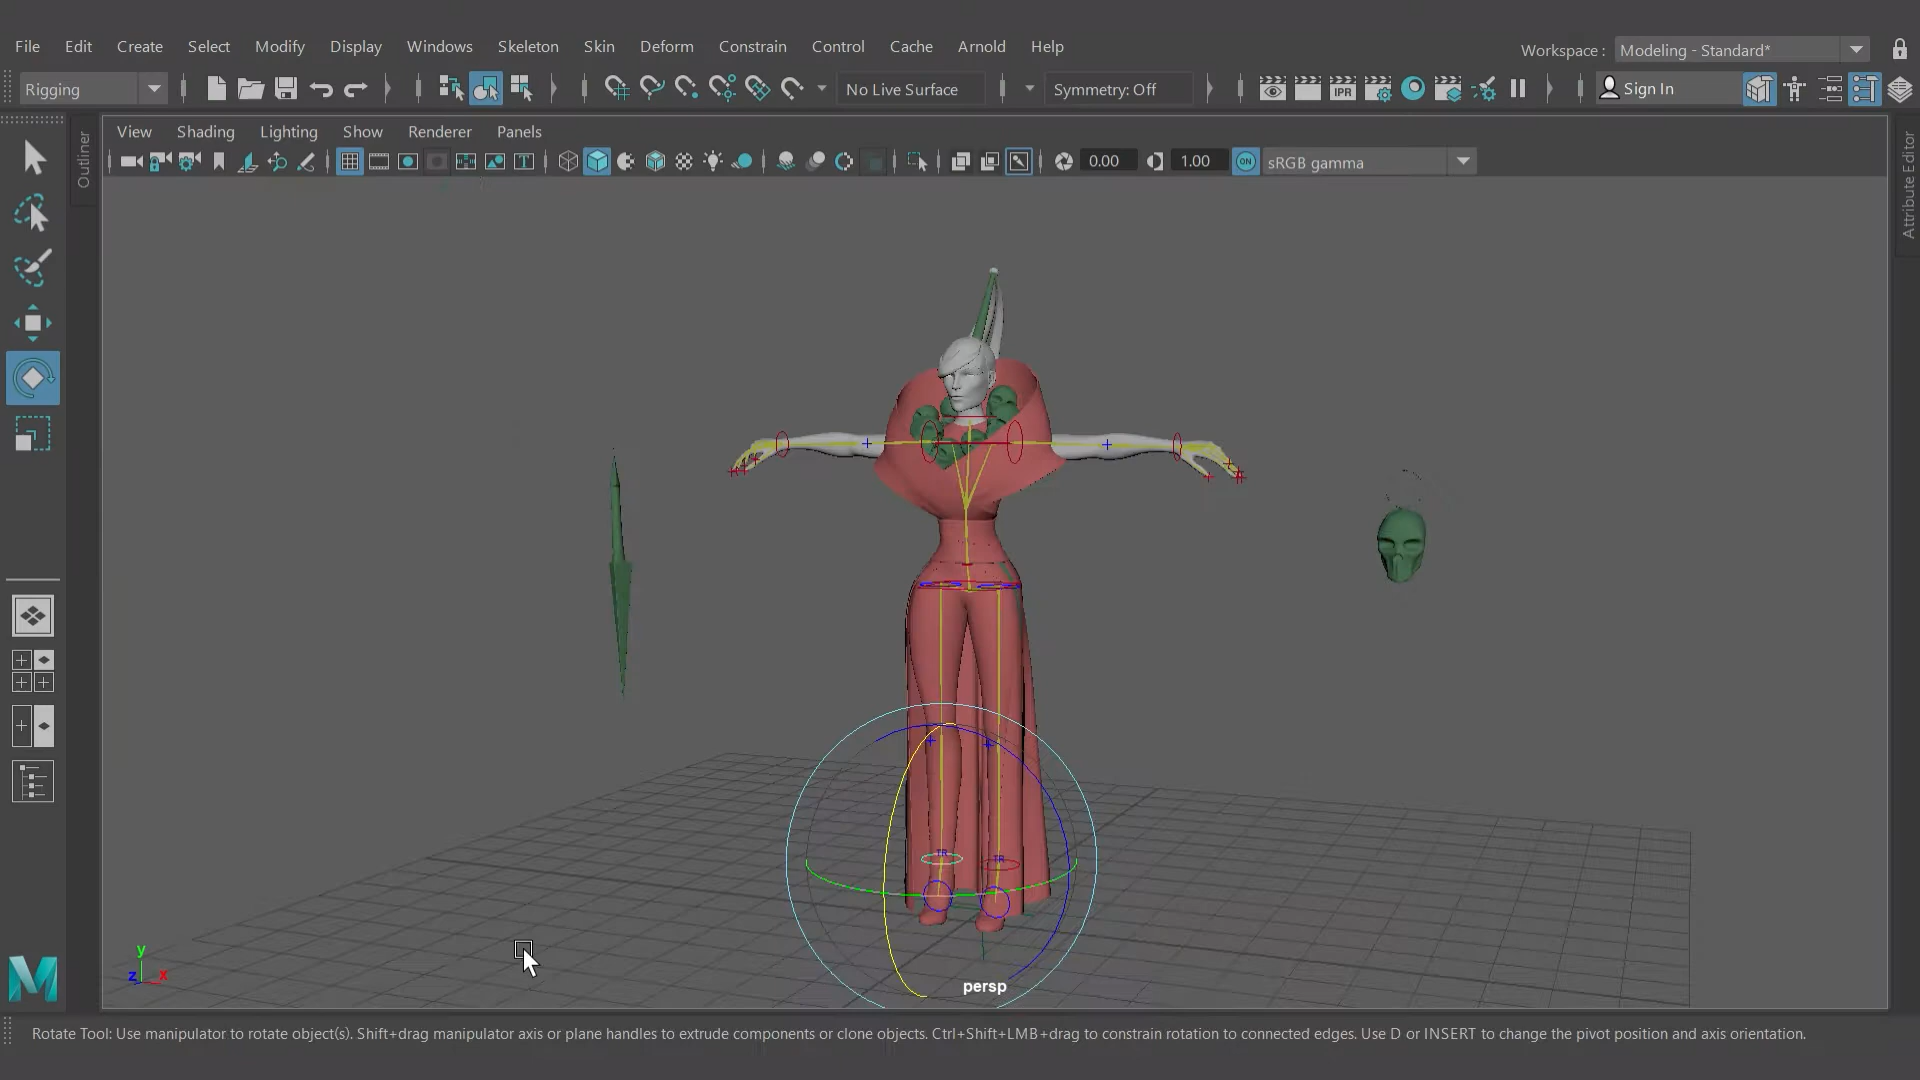 File Edit Create Select Modify Display Windows Skeleton Skin Deform Constrain Control Cache Arnold Help
Workspace : Modeling - Standard*
Rigging
No Live Surface
Symmetry: Off
IPR
Sign In
View Shading Lighting Show Renderer Panels
0.00
1.00
ON
sRGB gamma
Outliner
Attribute Editor
TR
TR
y
z
x
persp
M
Rotate Tool: Use manipulator to rotate object(s). Shift+drag manipulator axis or plane handles to extrude components or clone objects. Ctrl+Shift+LMB+drag to constrain rotation to connected edges. Use D or INSERT to change the pivot position and axis orientation.